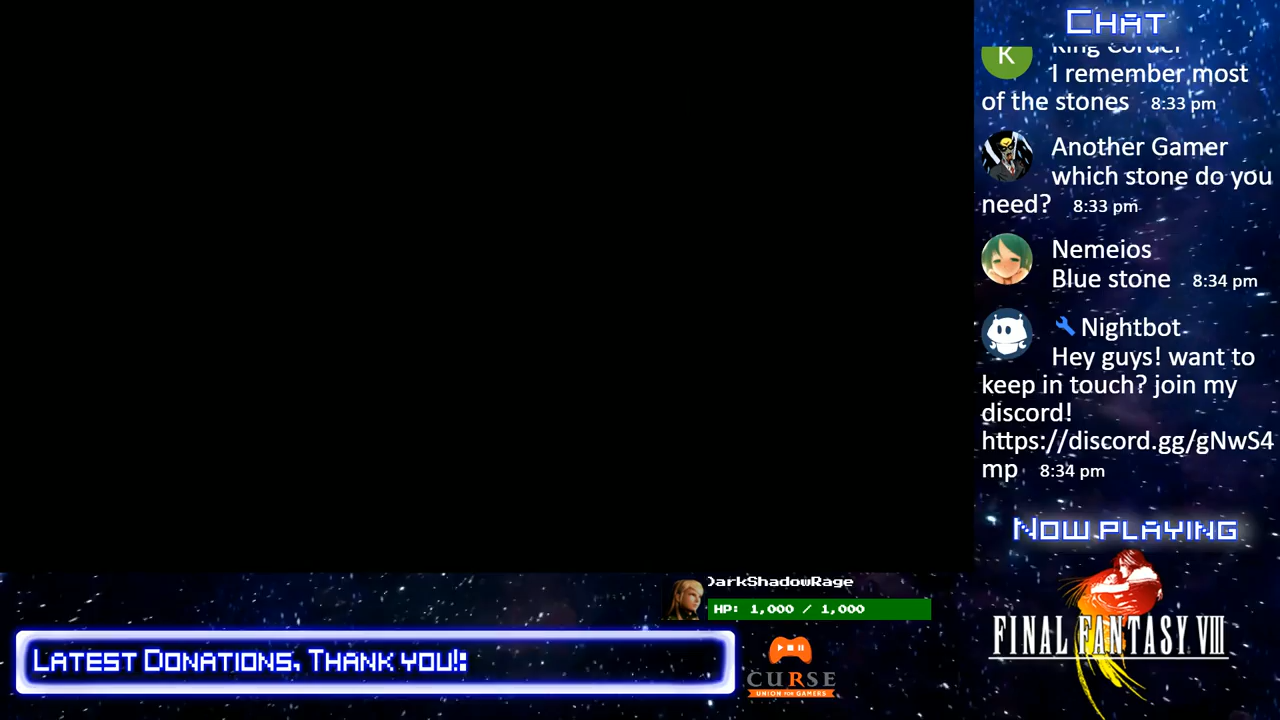 CHAT
King Corder
I remember most
of the stones 8:33 pm
Another Gamer
which stone do you
need? 8:33 pm
Nemeios
Blue stone 8:34 pm
Nightbot
Hey guys! want to
keep in touch? join my
discord!
https://discord.gg/gNwS4
mp 8:34 pm
NOW PLAYING
FINAL FANTASY VIII
DarkShadowRage
HP: 1,000 / 1,000
LATEST DONATIONS, THANK YOU!:
CURSE
UNION FOR GAMERS
K